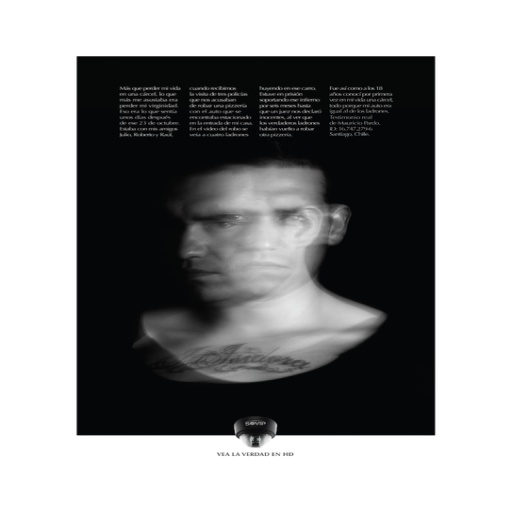 Más que perder mi vida
en una cárcel, lo que
más me asustaba era
perder mi virginidad.
Eso era lo que sentía
unos días después
de ese 23 de octubre.
Estaba con mis amigos
Julio, Roberto y Raúl,
cuando recibimos
la visita de tres policías
que nos acusaban
de robar una pizzería
con el auto que se
encontraba estacionado
en la entrada de mi casa.
En el video del robo se
veía a cuatro ladrones
huyendo en ese carro.
Estuve en prisión
soportando ese infierno
por seis meses hasta
que un juez nos declaró
inocentes, al ver que
los verdaderos ladrones
habían vuelto a robar
otra pizzería.
Fue así como a los 18
años conocí por primera
vez en mi vida una cárcel,
todo porque mi auto era
igual al de los ladrones.
Testimonio real
de Mauricio Pardo.
ID: 16.747.279-6
Santiago, Chile.
VEA LA VERDAD EN HD